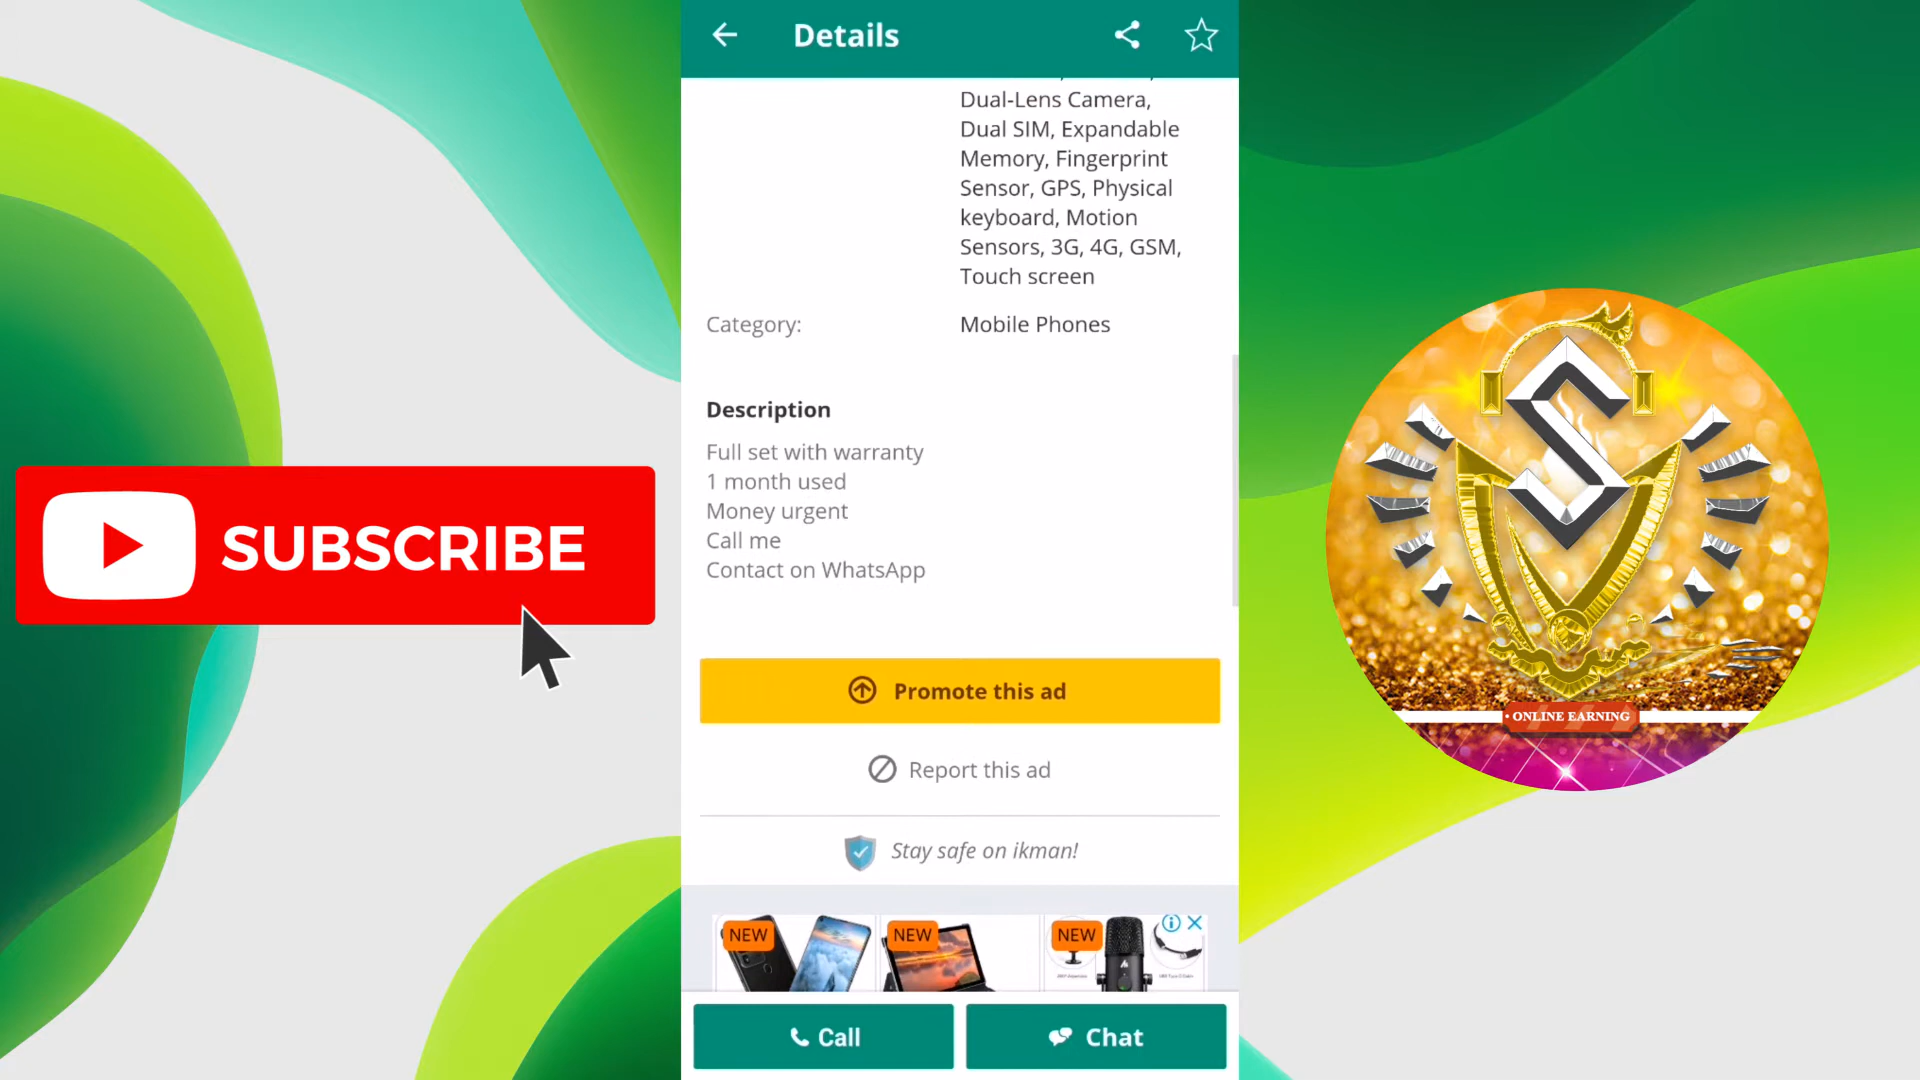 Details
Dual-Lens Camera,
Dual SIM, Expandable
Memory, Fingerprint
Sensor, GPS, Physical
keyboard, Motion
Sensors, 3G, 4G, GSM,
Touch screen
Category: Mobile Phones
Description
Full set with warranty
1 month used
Money urgent
Call me
Contact on WhatsApp
Promote this ad
Report this ad
Stay safe on ikman!
NEW NEW NEW
Call Chat
SUBSCRIBE
S
• ONLINE EARNING